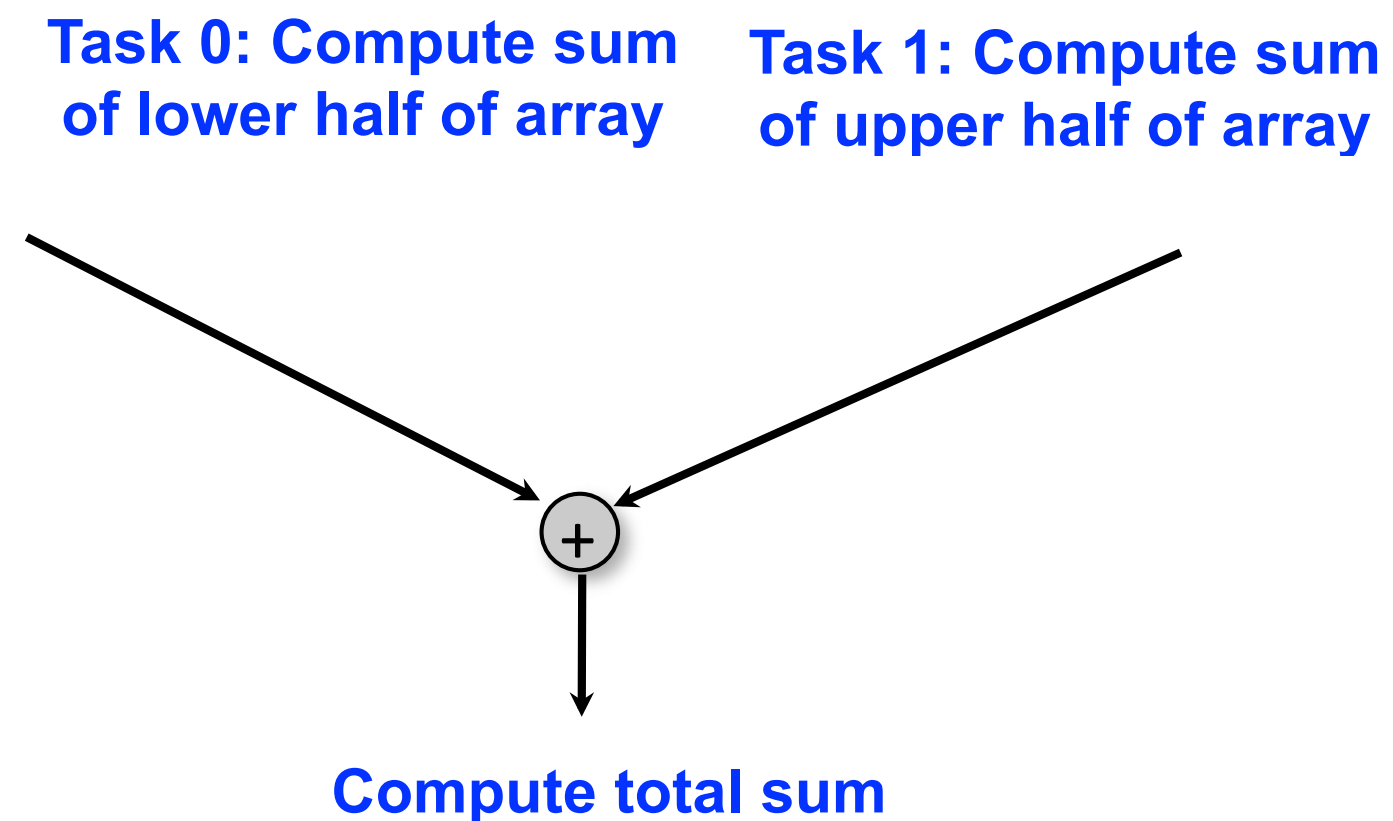 Task 0: Compute sum
of lower half of array
Task 1: Compute sum
of upper half of array
+
Compute total sum